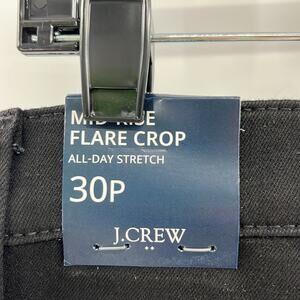 MID-RISE
FLARE CROP
ALL-DAY STRETCH
30P
J.CREW